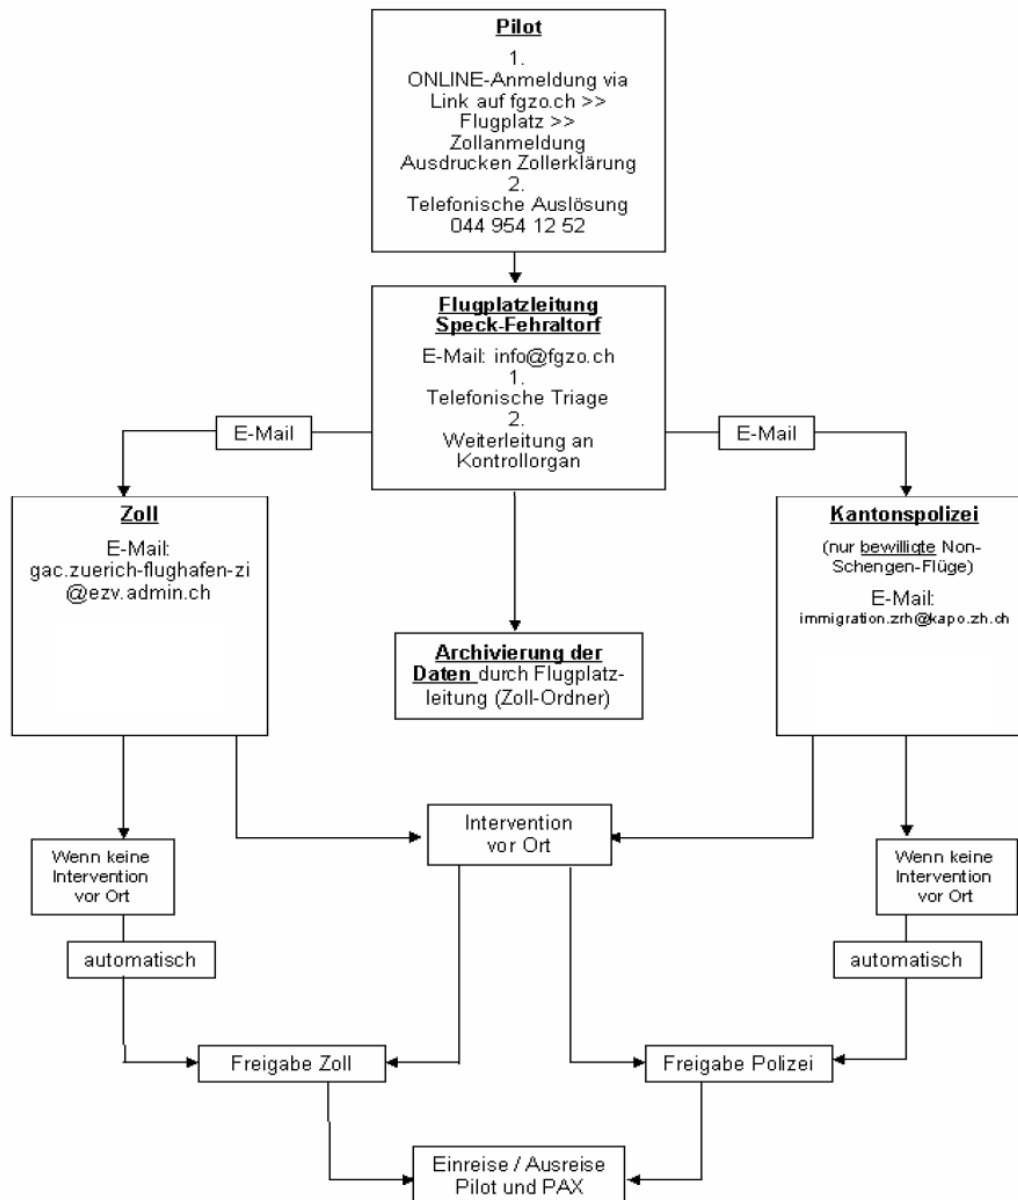 Pilot
1.
ONLINE-Anmeldung via
Link auf fgzo.ch >>
Flugplatz >>
Zollanmeldung
Ausdrucken Zollerklärung
2.
Telefonische Auslösung
044 954 12 52
Flugplatzleitung
Speck-Fehraltorf
E-Mail: info@fgzo.ch
1.
Telefonische Triage
2.
Weiterleitung an
Kontrollorgan
E-Mail
E-Mail
Zoll
E-Mail:
gac.zuerich-flughafen-zi
@ezv.admin.ch
Kantonspolizei
(nur bewilligte Non-
Schengen-Flüge)
E-Mail:
immigration.zrh@kapo.zh.ch
Archivierung der
Daten durch Flugplatz-
leitung (Zoll-Ordner)
Intervention
vor Ort
Wenn keine
Intervention
vor Ort
Wenn keine
Intervention
vor Ort
automatisch
automatisch
Freigabe Zoll
Freigabe Polizei
Einreise / Ausreise
Pilot und PAX